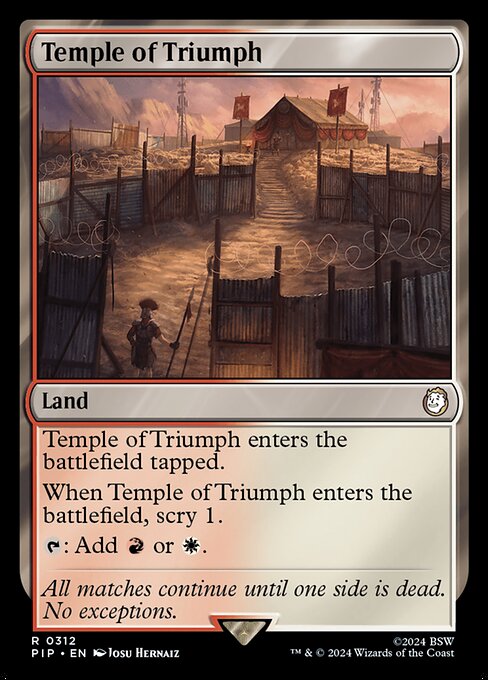 Temple of Triumph
Land
Temple of Triumph enters the
battlefield tapped.
When Temple of Triumph enters the
battlefield, scry 1.
: Add or .
All matches continue until one side is dead.
No exceptions.
R 0312
PIP • EN Josu Hernaiz
©2024 BSW
™ & © 2024 Wizards of the Coast